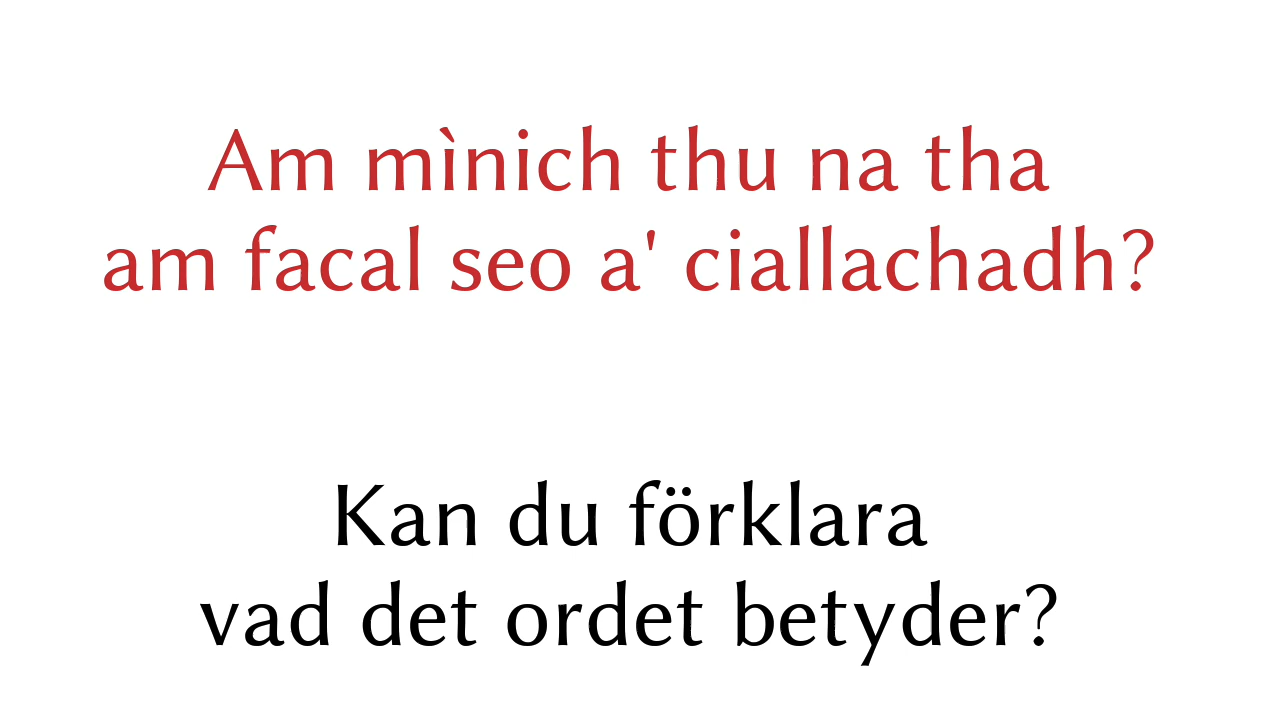 Am mìnich thu na tha
am facal seo a' ciallachadh?
Kan du förklara
vad det ordet betyder?